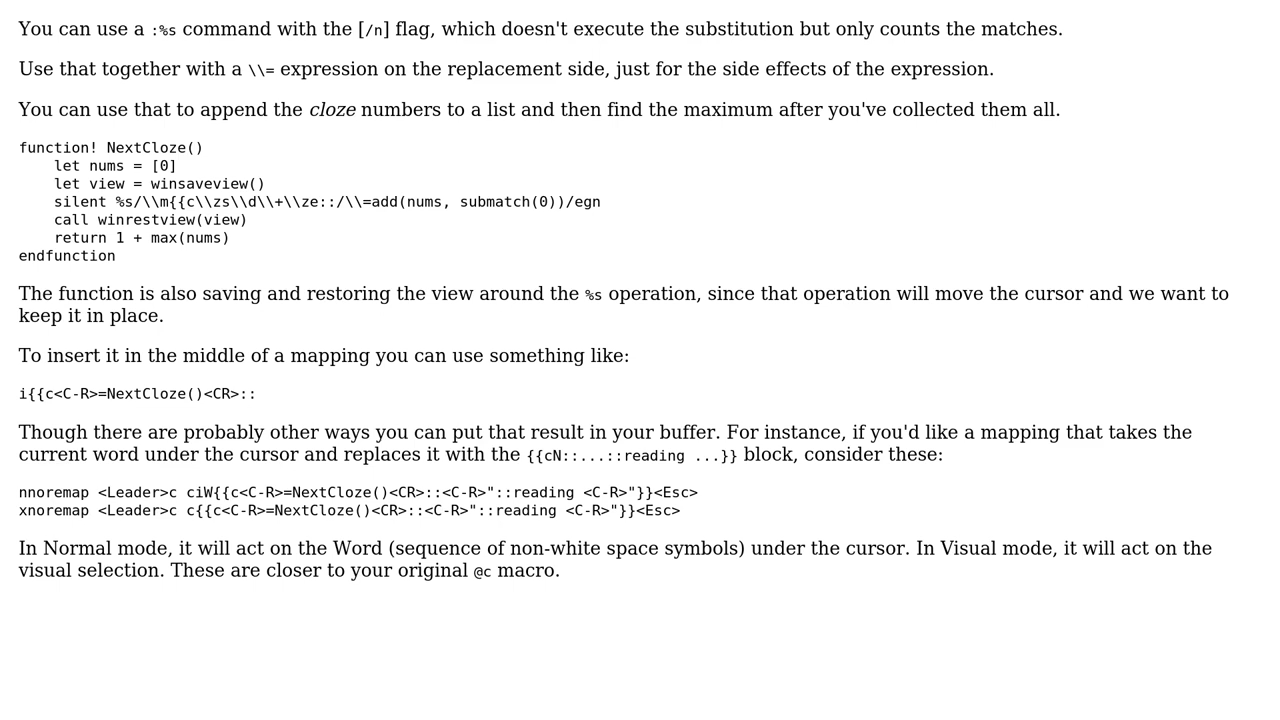 You can use a :%s command with the [/n] flag, which doesn't execute the substitution but only counts the matches.
Use that together with a \\= expression on the replacement side, just for the side effects of the expression.
You can use that to append the cloze numbers to a list and then find the maximum after you've collected them all.
function! NextCloze()
    let nums = [0]
    let view = winsaveview()
    silent %s/\\m{{c\\zs\\d\\+\\ze::/\\=add(nums, submatch(0))/egn
    call winrestview(view)
    return 1 + max(nums)
endfunction
The function is also saving and restoring the view around the %s operation, since that operation will move the cursor and we want to
keep it in place.
To insert it in the middle of a mapping you can use something like:
i{{c<C-R>=NextCloze()<CR>::
Though there are probably other ways you can put that result in your buffer. For instance, if you'd like a mapping that takes the
current word under the cursor and replaces it with the {{cN::...::reading ...}} block, consider these:
nnoremap <Leader>c ciW{{c<C-R>=NextCloze()<CR>::<C-R>"::reading <C-R>"}}<Esc>
xnoremap <Leader>c c{{c<C-R>=NextCloze()<CR>::<C-R>"::reading <C-R>"}}<Esc>
In Normal mode, it will act on the Word (sequence of non-white space symbols) under the cursor. In Visual mode, it will act on the
visual selection. These are closer to your original @c macro.